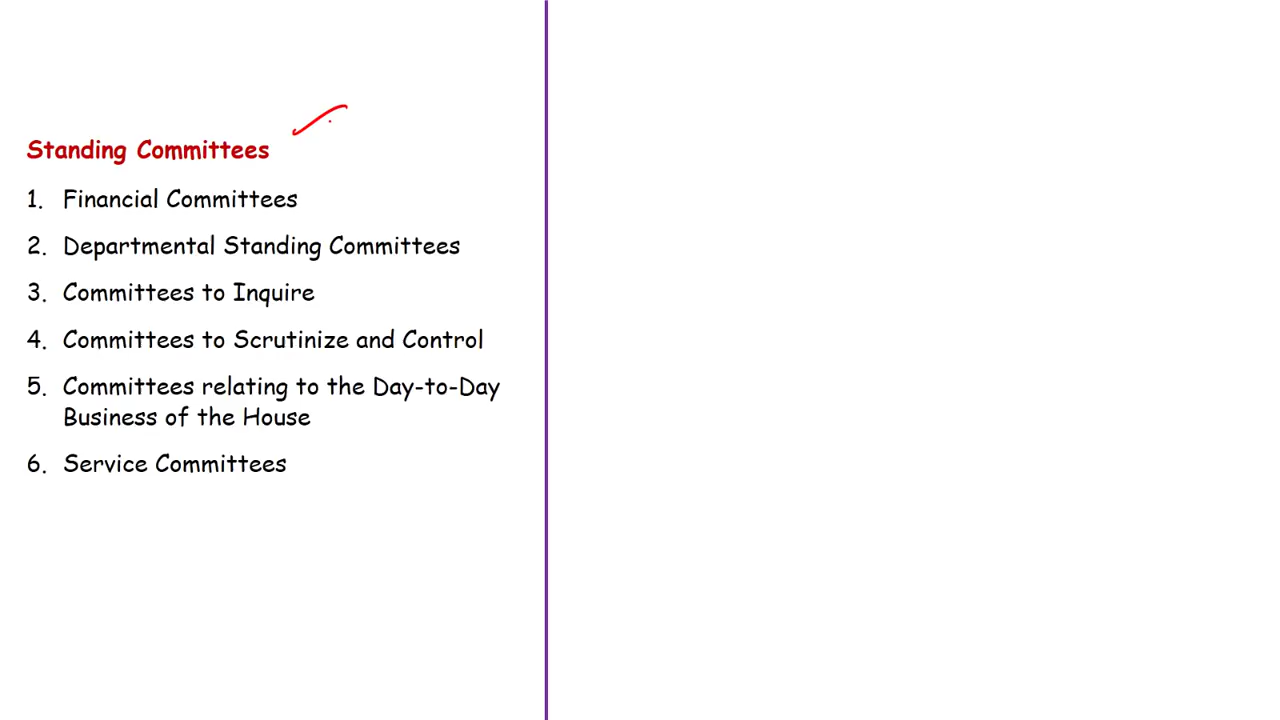 Standing Committees
1. Financial Committees
2. Departmental Standing Committees
3. Committees to Inquire
4. Committees to Scrutinize and Control
5. Committees relating to the Day-to-Day
Business of the House
6. Service Committees